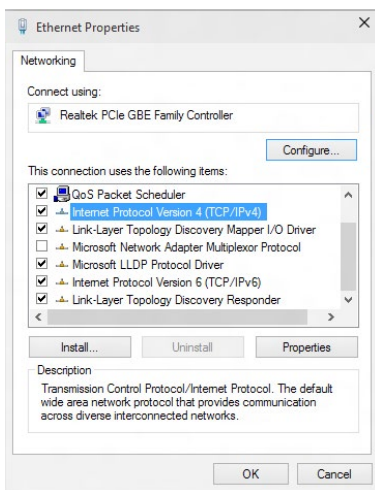 Ethernet Properties
Networking
Connect using:
Realtek PCIe GBE Family Controller
Configure...
This connection uses the following items:
QoS Packet Scheduler
Internet Protocol Version 4 (TCP/IPv4)
Link-Layer Topology Discovery Mapper I/O Driver
Microsoft Network Adapter Multiplexor Protocol
Microsoft LLDP Protocol Driver
Internet Protocol Version 6 (TCP/IPv6)
Link-Layer Topology Discovery Responder
Install... Uninstall Properties
Description
Transmission Control Protocol/Internet Protocol. The default
wide area network protocol that provides communication
across diverse interconnected networks.
OK Cancel